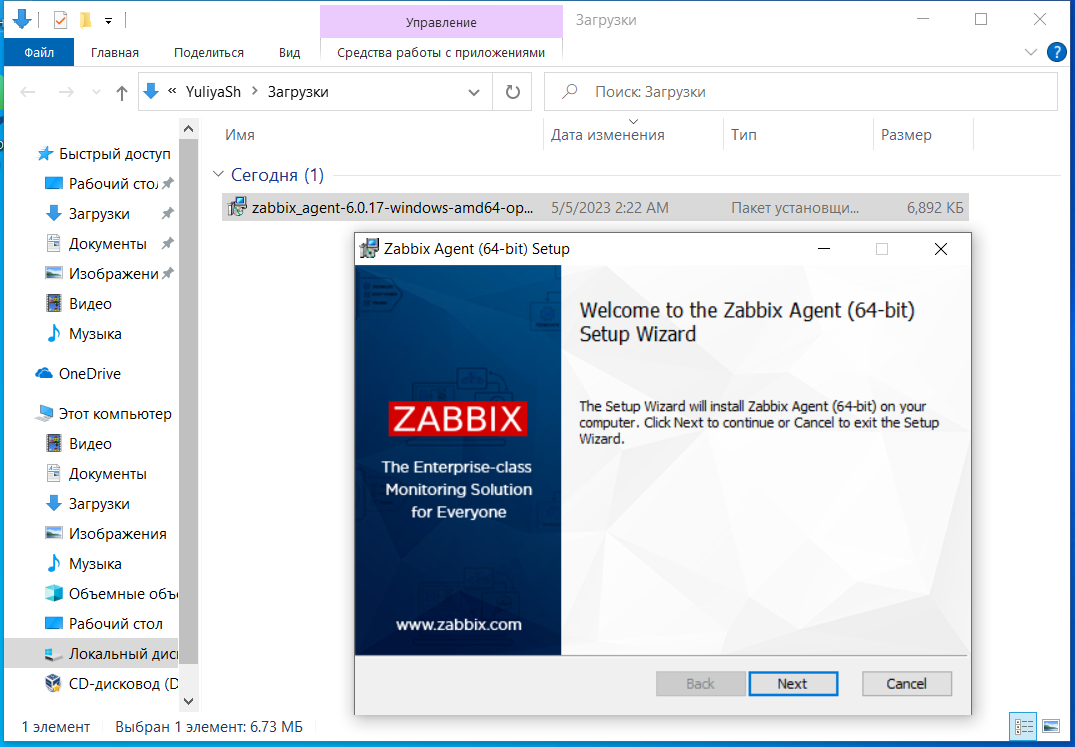 Управление
Загрузки
Файл
Главная
Поделиться
Вид
Средства работы с приложениями
?
« YuliyaSh > Загрузки
Поиск: Загрузки
Имя
Дата изменения
Тип
Размер
Быстрый доступ
Рабочий стол
Загрузки
Документы
Изображени
Видео
Музыка
OneDrive
Этот компьютер
Видео
Документы
Загрузки
Изображения
Музыка
Объемные объ
Рабочий стол
Локальный дис
CD-дисковод (D
Сегодня (1)
zabbix_agent-6.0.17-windows-amd64-op...
5/5/2023 2:22 AM
Пакет установщи...
6,892 КБ
Zabbix Agent (64-bit) Setup
ZABBIX
The Enterprise-class
Monitoring Solution
for Everyone
www.zabbix.com
Welcome to the Zabbix Agent (64-bit)
Setup Wizard
The Setup Wizard will install Zabbix Agent (64-bit) on your
computer. Click Next to continue or Cancel to exit the Setup
Wizard.
Back
Next
Cancel
1 элемент
Выбран 1 элемент: 6.73 МБ